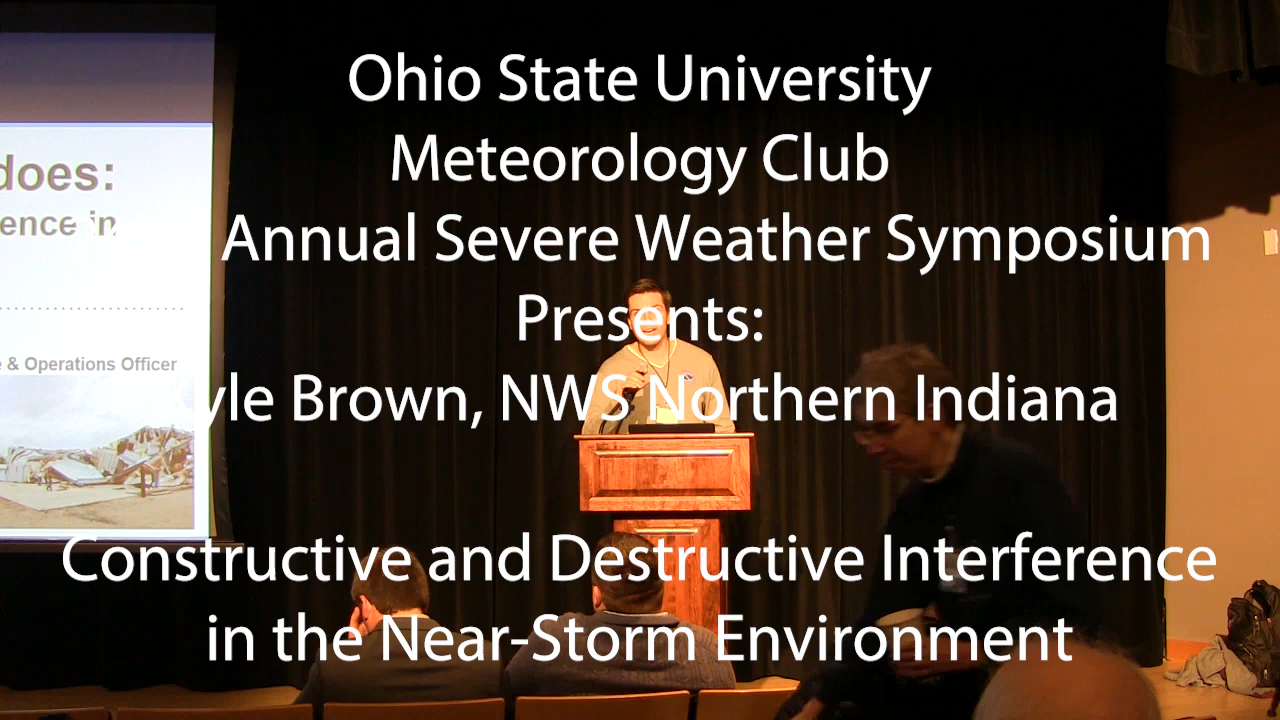 Ohio State University
Meteorology Club
Annual Severe Weather Symposium
Presents:
Kyle Brown, NWS Northern Indiana
Constructive and Destructive Interference
in the Near-Storm Environment
does:
ence in
e & Operations Officer